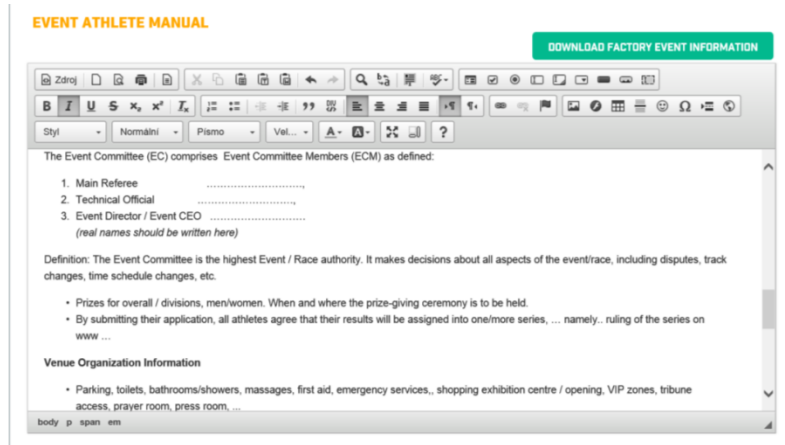 EVENT ATHLETE MANUAL
DOWNLOAD FACTORY EVENT INFORMATION
Zdroj
B I U S x₂ x² Tx
Styl Normální Písmo Vel... A A ?
The Event Committee (EC) comprises Event Committee Members (ECM) as defined:
1. Main Referee ............................,
2. Technical Official ............................,
3. Event Director / Event CEO ............................
(real names should be written here)
Definition: The Event Committee is the highest Event / Race authority. It makes decisions about all aspects of the event/race, including disputes, track
changes, time schedule changes, etc.
• Prizes for overall / divisions, men/women. When and where the prize-giving ceremony is to be held.
• By submitting their application, all athletes agree that their results will be assigned into one/more series, ... namely.. ruling of the series on
www ...
Venue Organization Information
• Parking, toilets, bathrooms/showers, massages, first aid, emergency services,, shopping exhibition centre / opening, VIP zones, tribune
access, prayer room, press room, ...
body p span em